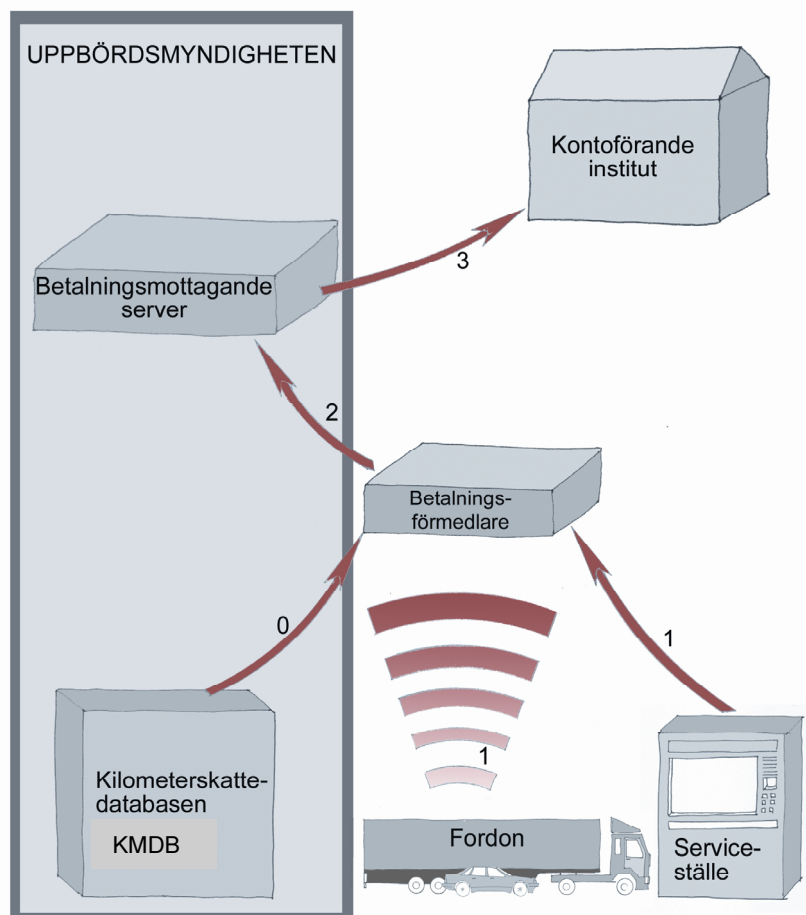 UPPBÖRDSMYNDIGHETEN
Kontoförande
institut
3
Betalningsmottagande
server
2
Betalnings-
förmedlare
0
1
1
Kilometerskatte-
databasen
KMDB
Fordon
Service-
ställe